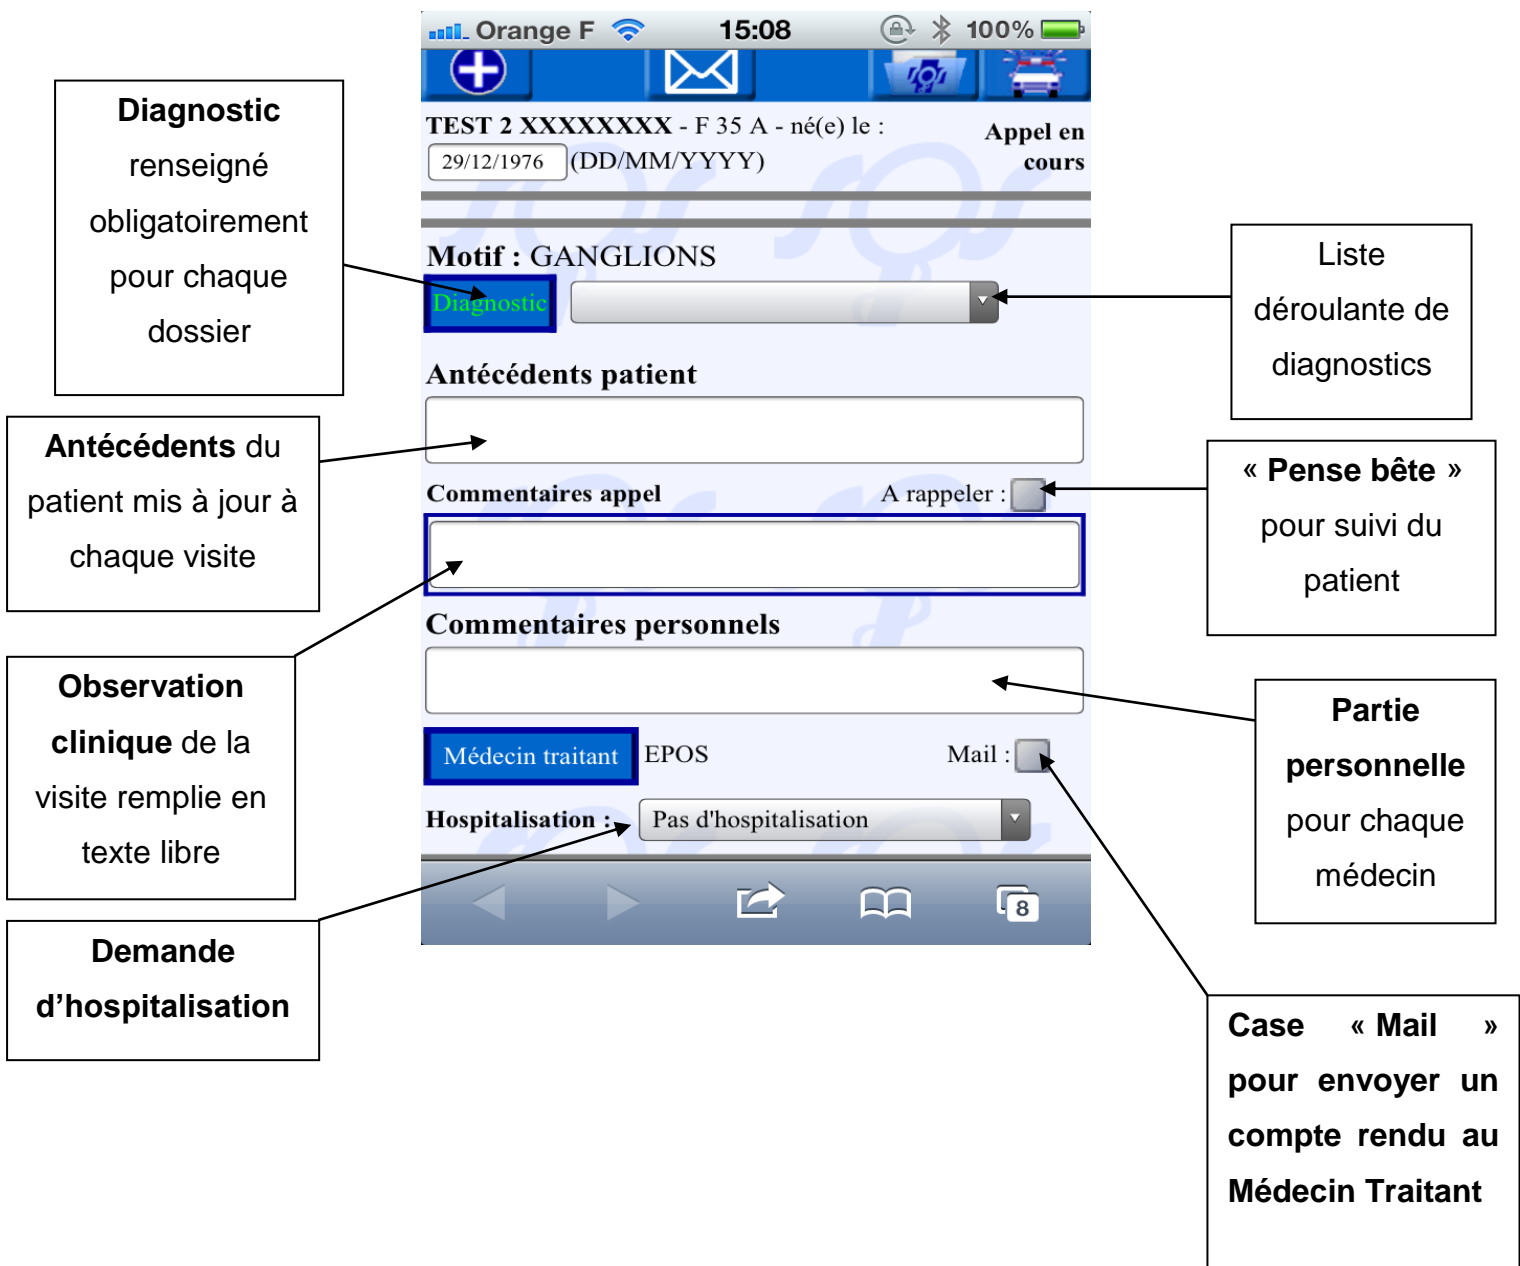 Orange F 15:08 100%
TEST 2 XXXXXXXX - F 35 A - né(e) le :
29/12/1976 (DD/MM/YYYY)
Appel en
cours
Motif : GANGLIONS
Diagnostic
Antécédents patient
Commentaires appel A rappeler :
Commentaires personnels
Médecin traitant EPOS Mail :
Hospitalisation : Pas d'hospitalisation
8
Diagnostic
renseigné
obligatoirement
pour chaque
dossier
Antécédents du
patient mis à jour à
chaque visite
Observation
clinique de la
visite remplie en
texte libre
Demande
d’hospitalisation
Liste
déroulante de
diagnostics
« Pense bête »
pour suivi du
patient
Partie
personnelle
pour chaque
médecin
Case « Mail »
pour envoyer un
compte rendu au
Médecin Traitant